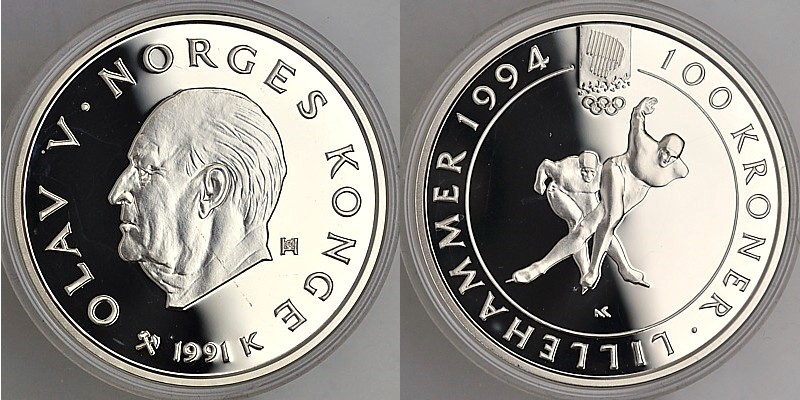 OLAV V · NORGES KONGE
1991 K
LILLEHAMMER 1994
100 KRONER ·